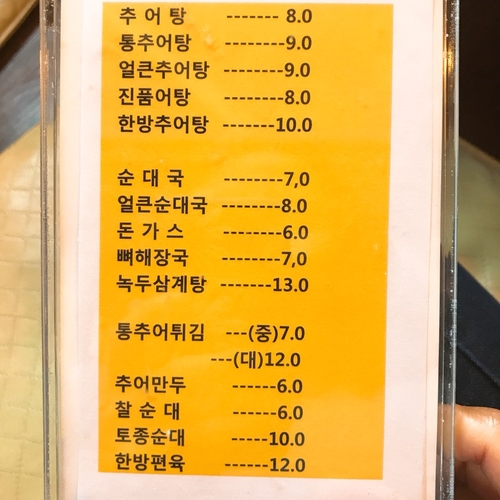 추 어 탕 ------- 8.0
통추어탕 --------9.0
얼큰추어탕 --------9.0
진품어탕 --------8.0
한방추어탕 -------10.0
순 대 국 --------7,0
얼큰순대국 --------8.0
돈 가 스 --------6.0
뼈해장국 --------7,0
녹두삼계탕 -------13.0
통추어튀김 ---(중)7.0
---(대)12.0
추어만두 ------6.0
찰 순 대 ------6.0
토종순대 -----10.0
한방편육 ------12.0